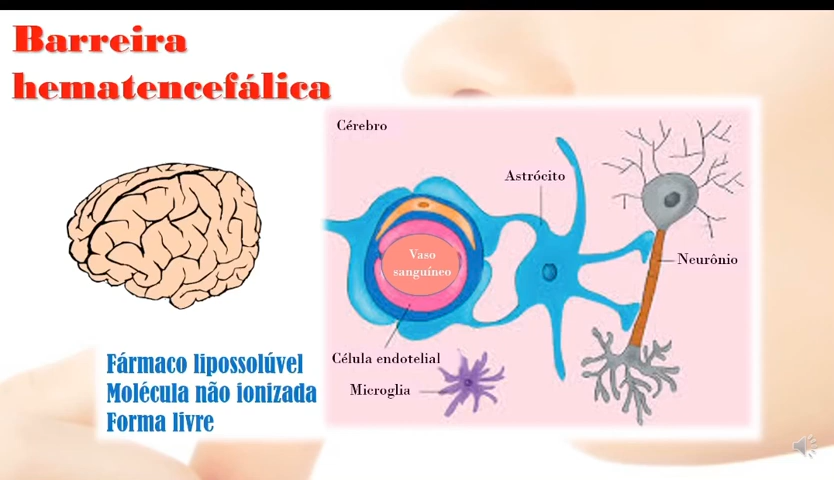 Barreira
hematencefálica
Cérebro
Astrócito
Vaso
sanguíneo
Neurônio
Célula endotelial
Microglia
Fármaco lipossolúvel
Molécula não ionizada
Forma livre